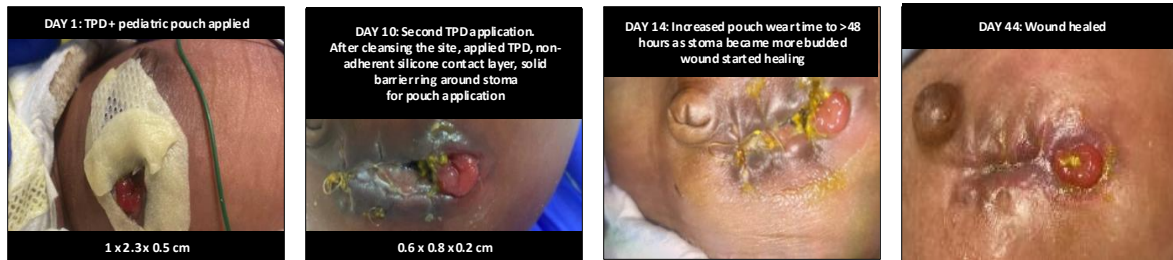 DAY 1: TPD + pediatric pouch applied
1 x 2.3 x 0.5 cm
DAY 10: Second TPD application.
After cleansing the site, applied TPD, non-
adherent silicone contact layer, solid
barrier ring around stoma
for pouch application
0.6 x 0.8 x 0.2 cm
DAY 14: Increased pouch wear time to >48
hours as stoma became more budded
wound started healing
DAY 44: Wound healed